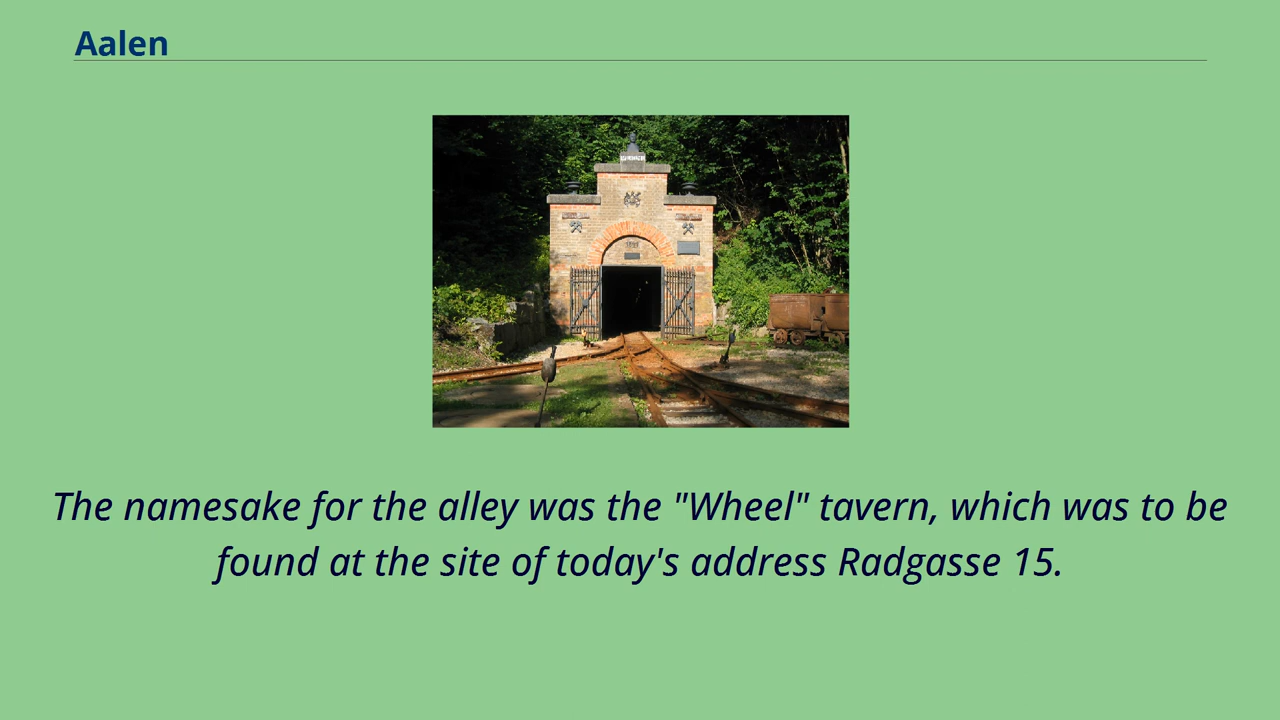 Aalen
The namesake for the alley was the "Wheel" tavern, which was to be
found at the site of today's address Radgasse 15.